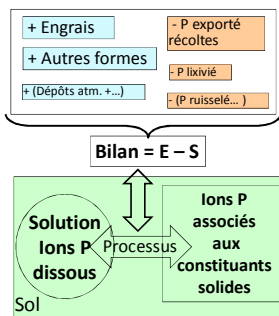 + Engrais
+ Autres formes
+ (Dépôts atm. +…)
- P exporté
récoltes
- P lixivié
- (P ruisselé… )
Bilan = E – S
Solution
Ions P
dissous
Processus
Ions P
associés
aux
constituants
solides
Sol